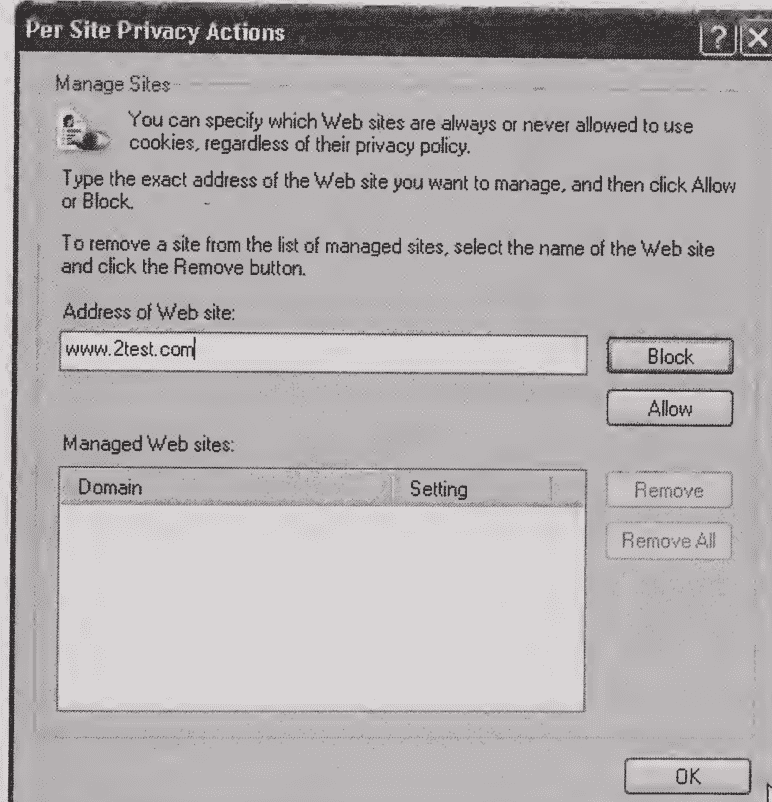 Per Site Privacy Actions
Manage Sites
You can specify which Web sites are always or never allowed to use
cookies, regardless of their privacy policy.
Type the exact address of the Web site you want to manage, and then click Allow
or Block.
To remove a site from the list of managed sites, select the name of the Web site
and click the Remove button.
Address of Web site:
www.2test.com
Block
Allow
Managed Web sites:
Domain Setting
Remove
Remove All
OK